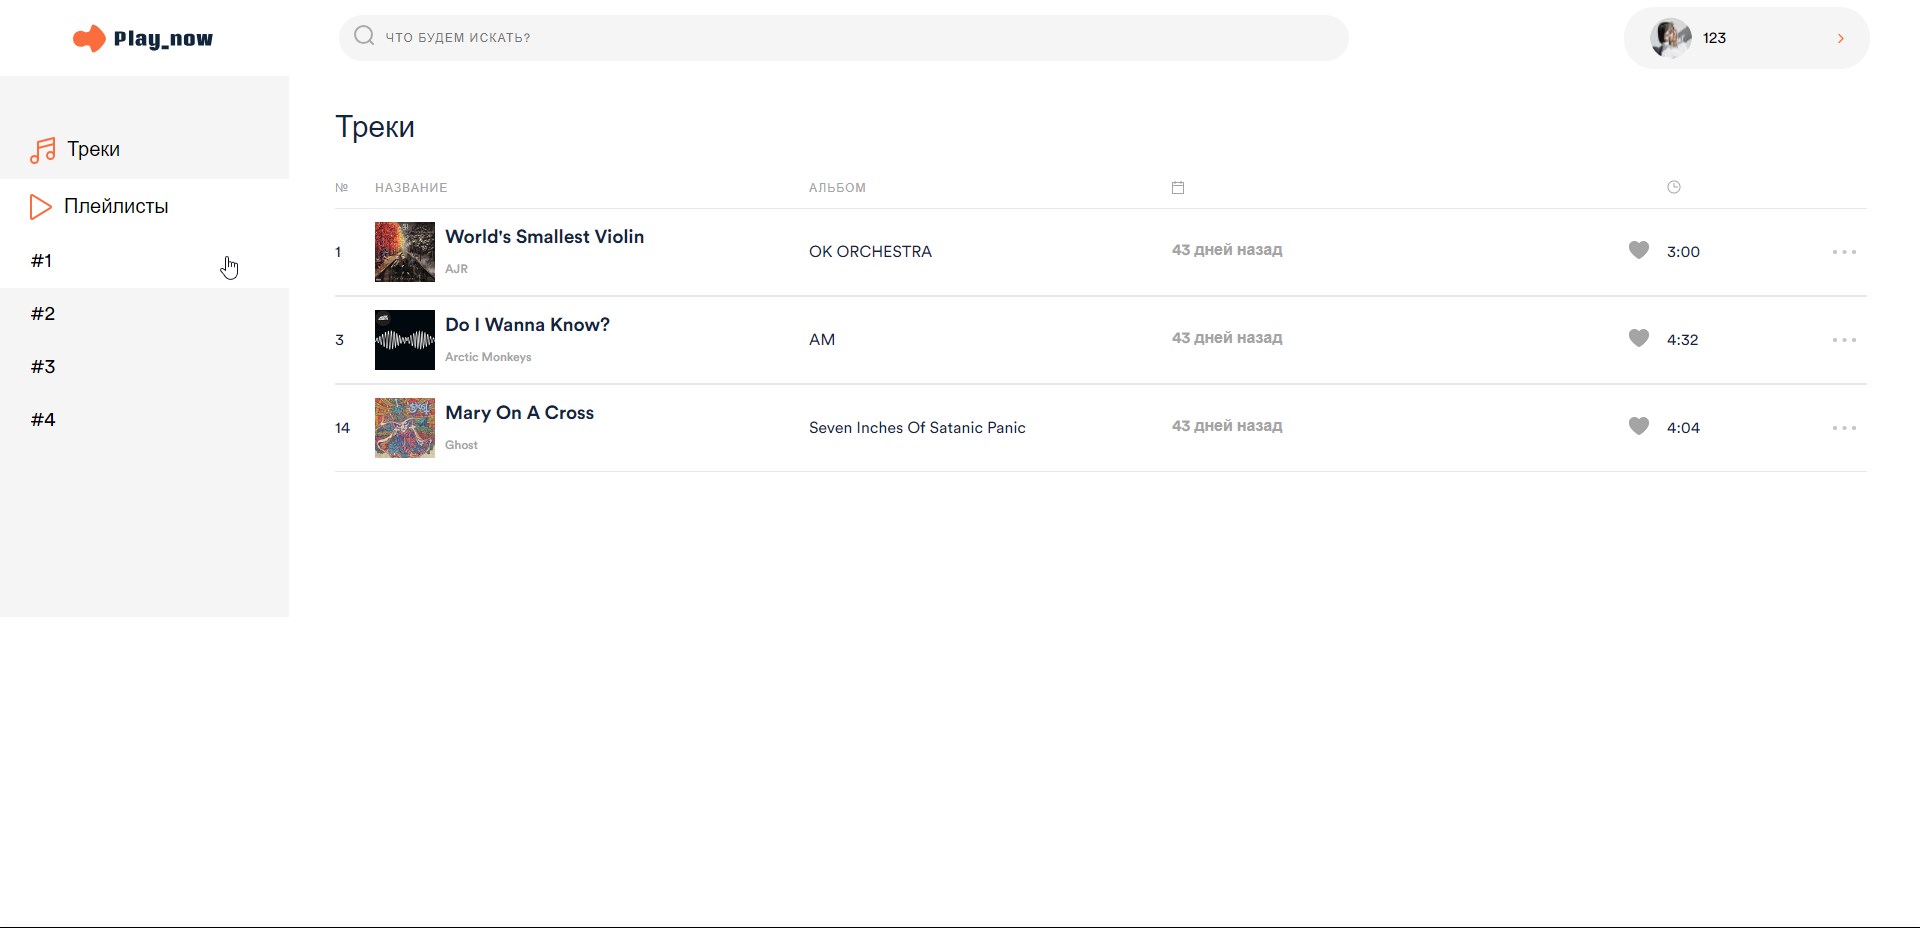 Play_now
ЧТО БУДЕМ ИСКАТЬ?
123
Треки
Плейлисты
#1
#2
#3
#4
Треки
№ НАЗВАНИЕ АЛЬБОМ
1 World's Smallest Violin OK ORCHESTRA 43 дней назад 3:00
AJR
3 Do I Wanna Know? AM 43 дней назад 4:32
Arctic Monkeys
14 Mary On A Cross Seven Inches Of Satanic Panic 43 дней назад 4:04
Ghost